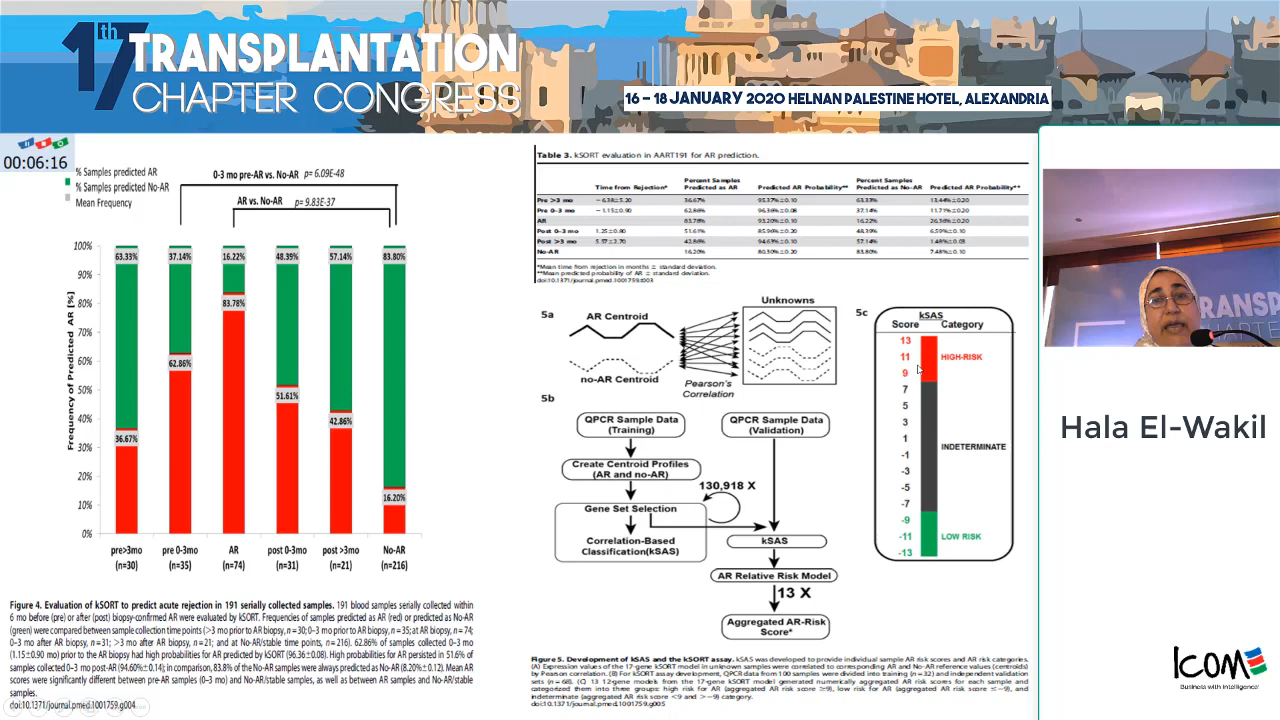 17th TRANSPLANTATION
CHAPTER CONGRESS
16 – 18 JANUARY 2020 HELNAN PALESTINE HOTEL, ALEXANDRIA
00:06:16
% Samples predicted AR
% Samples predicted No-AR
Mean Frequency
0-3 mo pre-AR vs. No-AR p= 6.09E-48
AR vs. No-AR p= 9.83E-37
Frequency of Predicted AR [%]
100%
90%
80%
70%
60%
50%
40%
30%
20%
10%
0%
63.33% 37.14% 16.22% 48.39% 57.14% 83.80%
36.67% 62.86% 83.78% 51.61% 42.86% 16.20%
pre>3mo pre 0-3mo AR post 0-3mo post >3mo No-AR
(n=30) (n=35) (n=74) (n=31) (n=21) (n=216)
Figure 4. Evaluation of kSORT to predict acute rejection in 191 serially collected samples. 191 blood samples serially collected within
6 mo before (pre) or after (post) biopsy-confirmed AR were evaluated by kSORT. Frequencies of samples predicted as AR (red) or predicted as No-AR
(green) were compared between sample collection time points (>3 mo prior to AR biopsy, n=30; 0–3 mo prior to AR biopsy, n=35; at AR biopsy, n=74;
0–3 mo after AR biopsy, n=31; >3 mo after AR biopsy, n=21; and at No-AR/stable time points, n=216). 62.86% of samples collected 0–3 mo
(1.15±0.90 mo) prior to the AR biopsy had high probabilities for AR predicted by kSORT (96.36±0.08). High probabilities for AR persisted in 51.6% of
samples collected 0–3 mo post-AR (94.60%±0.14); in comparison, 83.8% of the No-AR samples were always predicted as No-AR (8.20%±0.12). Mean AR
scores were significantly different between pre-AR samples (0–3 mo) and No-AR/stable samples, as well as between AR samples and No-AR/stable
samples.
doi:10.1371/journal.pmed.1001759.g004
Table 3. kSORT evaluation in AART191 for AR prediction.
Time from Rejection* Percent Samples Predicted as AR Predicted AR Probability** Percent Samples Predicted as No-AR Predicted AR Probability**
Pre >3 mo −6.38±5.20 36.67% 95.37%±0.10 63.33% 13.44%±0.20
Pre 0–3 mo −1.15±0.90 62.86% 96.36%±0.08 37.14% 11.71%±0.20
AR 83.78% 93.20%±0.10 16.22% 26.36%±0.20
Post 0–3 mo 1.25±0.80 51.61% 85.96%±0.20 48.39% 6.59%±0.10
Post >3 mo 5.57±2.70 42.86% 94.63%±0.10 57.14% 1.48%±0.03
No-AR 16.20% 80.30%±0.20 83.80% 7.48%±0.10
*Mean time from rejection in months ± standard deviation.
**Mean predicted probability of AR ± standard deviation.
doi:10.1371/journal.pmed.1001759.t003
5a
AR Centroid
no-AR Centroid
Unknowns
Pearson's
Correlation
5b
QPCR Sample Data
(Training)
QPCR Sample Data
(Validation)
Create Centroid Profiles
(AR and no-AR)
130,918 X
Gene Set Selection
Correlation-Based
Classification(kSAS)
kSAS
AR Relative Risk Model
13 X
Aggregated AR-Risk
Score*
5c
kSAS
Score Category
13
11 HIGH-RISK
9
7
5
3
1
-1 INDETERMINATE
-3
-5
-7
-9
-11 LOW RISK
-13
Figure 5. Development of kSAS and the kSORT assay. kSAS was developed to provide individual sample AR risk scores and AR risk categories.
(A) Expression values of the 17-gene kSORT model in unknown samples were correlated to corresponding AR and No-AR reference values (centroids)
by Pearson correlation. (B) For kSORT assay development, QPCR data from 100 samples were divided into training (n=32) and independent validation
sets (n=68). (C) 13 12-gene models from the 17-gene kSORT model generated numerically aggregated AR risk scores for each sample and
categorized them into three groups: high risk for AR (aggregated AR risk score ≥9), low risk for AR (aggregated AR risk score ≤−9), and
indeterminate (aggregated AR risk score <9 and >−9) category.
doi:10.1371/journal.pmed.1001759.g005
TRANSP
CHAPTER CONGR
Hala El-Wakil
ICOM
Business with Intelligence